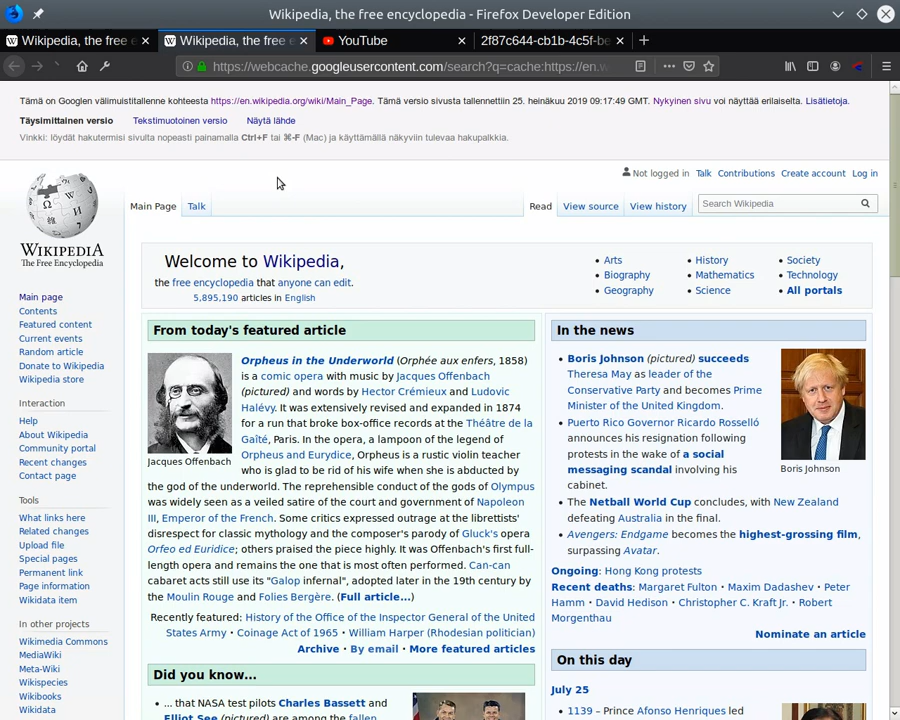 Wikipedia, the free encyclopedia - Firefox Developer Edition
Wikipedia, the free e
Wikipedia, the free e
YouTube
2f87c644-cb1b-4c5f-be
https://webcache.googleusercontent.com/search?q=cache:https://en.w
Tämä on Googlen välimuistitallenne kohteesta https://en.wikipedia.org/wiki/Main_Page. Tämä versio sivusta tallennettiin 25. heinäkuu 2019 09:17:49 GMT. Nykyinen sivu voi näyttää erilaiselta. Lisätietoja.
Täysimittainen versio Tekstimuotoinen versio Näytä lähde
Vinkki: löydät hakutermisi sivulta nopeasti painamalla Ctrl+F tai ⌘-F (Mac) ja käyttämällä näkyviin tulevaa hakupalkkia.
Not logged in Talk Contributions Create account Log in
Main Page Talk
Read View source View history Search Wikipedia
WIKIPEDIA
The Free Encyclopedia
Main page
Contents
Featured content
Current events
Random article
Donate to Wikipedia
Wikipedia store
Interaction
Help
About Wikipedia
Community portal
Recent changes
Contact page
Tools
What links here
Related changes
Upload file
Special pages
Permanent link
Page information
Wikidata item
In other projects
Wikimedia Commons
MediaWiki
Meta-Wiki
Wikispecies
Wikibooks
Wikidata
Welcome to Wikipedia,
the free encyclopedia that anyone can edit.
5,895,190 articles in English
• Arts
• Biography
• Geography
• History
• Mathematics
• Science
• Society
• Technology
• All portals
From today's featured article
Jacques Offenbach
Orpheus in the Underworld (Orphée aux enfers, 1858)
is a comic opera with music by Jacques Offenbach
(pictured) and words by Hector Crémieux and Ludovic
Halévy. It was extensively revised and expanded in 1874
for a run that broke box-office records at the Théâtre de la
Gaîté, Paris. In the opera, a lampoon of the legend of
Orpheus and Eurydice, Orpheus is a rustic violin teacher
who is glad to be rid of his wife when she is abducted by
the god of the underworld. The reprehensible conduct of the gods of Olympus
was widely seen as a veiled satire of the court and government of Napoleon
III, Emperor of the French. Some critics expressed outrage at the librettists'
disrespect for classic mythology and the composer's parody of Gluck's opera
Orfeo ed Euridice; others praised the piece highly. It was Offenbach's first full-
length opera and remains the one that is most often performed. Can-can
cabaret acts still use its "Galop infernal", adopted later in the 19th century by
the Moulin Rouge and Folies Bergère. (Full article...)
Recently featured: History of the Office of the Inspector General of the United
States Army • Coinage Act of 1965 • William Harper (Rhodesian politician)
Archive • By email • More featured articles
Did you know...
• ... that NASA test pilots Charles Bassett and
Elliot See (pictured) are among the fallen
In the news
• Boris Johnson (pictured) succeeds
Theresa May as leader of the
Conservative Party and becomes Prime
Minister of the United Kingdom.
• Puerto Rico Governor Ricardo Rosselló
announces his resignation following
protests in the wake of a social
messaging scandal involving his
cabinet.
• The Netball World Cup concludes, with New Zealand
defeating Australia in the final.
• Avengers: Endgame becomes the highest-grossing film,
surpassing Avatar.
Boris Johnson
Ongoing: Hong Kong protests
Recent deaths: Margaret Fulton • Maxim Dadashev • Peter
Hamm • David Hedison • Christopher C. Kraft Jr. • Robert
Morgenthau
Nominate an article
On this day
July 25
• 1139 – Prince Afonso Henriques led